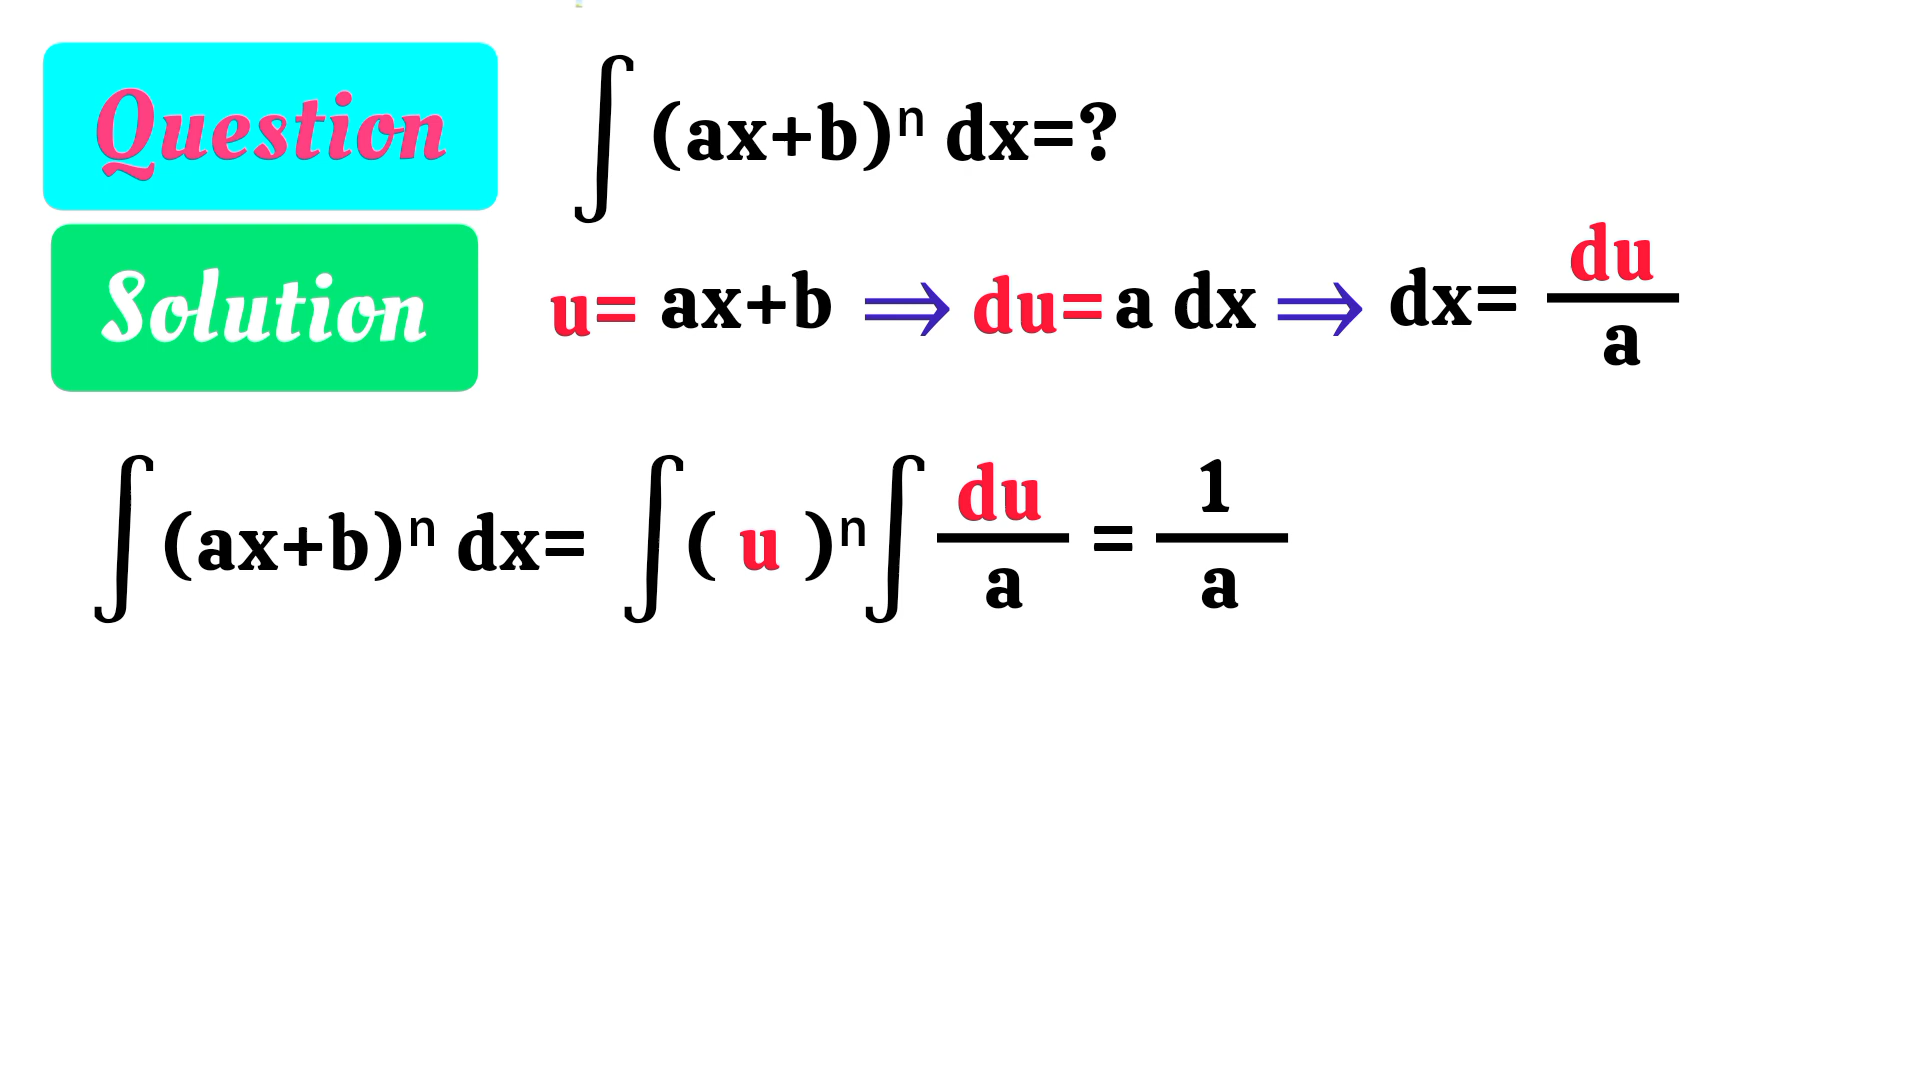 Question ∫(ax+b)ⁿ dx=?
Solution u= ax+b ⟹ du= a dx ⟹ dx= du/a
∫(ax+b)ⁿ dx= ∫( u )ⁿ∫ du/a = 1/a